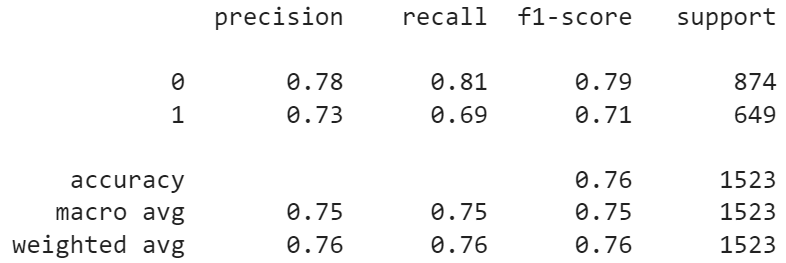 precision recall f1-score support
0 0.78 0.81 0.79 874
1 0.73 0.69 0.71 649
accuracy 0.76 1523
macro avg 0.75 0.75 0.75 1523
weighted avg 0.76 0.76 0.76 1523